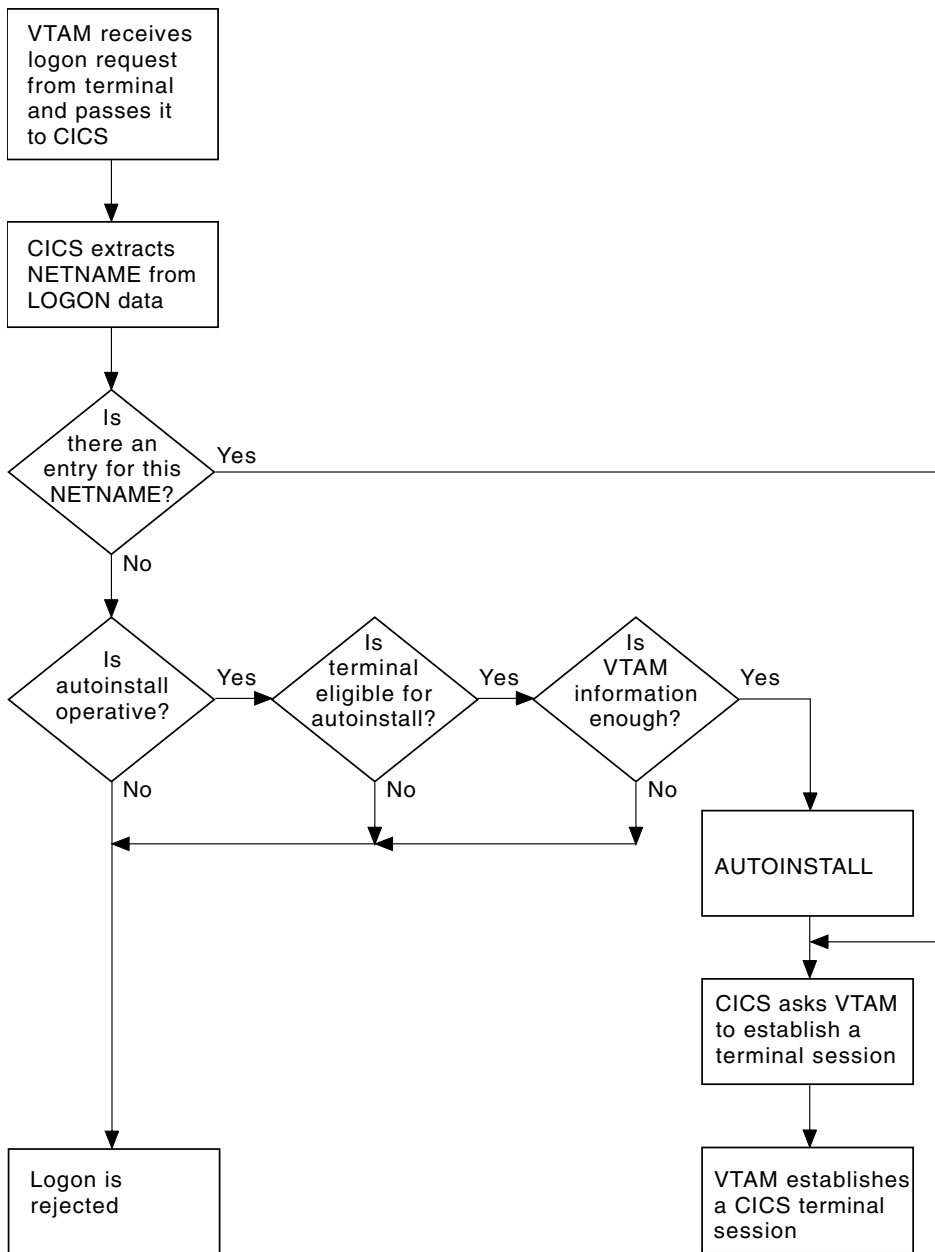 VTAM receives
logon request
from terminal
and passes it
to CICS
CICS extracts
NETNAME from
LOGON data
Is
there an
entry for this
NETNAME?
Yes
No
Is
autoinstall
operative?
Yes
No
Is
terminal
eligible for
autoinstall?
Yes
No
Is
VTAM
information
enough?
Yes
No
AUTOINSTALL
CICS asks VTAM
to establish a
terminal session
Logon is
rejected
VTAM establishes
a CICS terminal
session